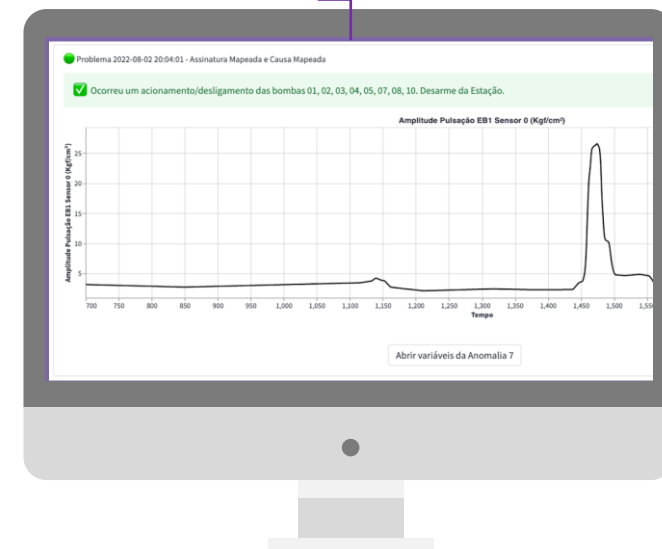 Problema 2022-08-02 20:04:01 - Assinatura Mapeada e Causa Mapeada
Ocorreu um acionamento/desligamento das bombas 01, 02, 03, 04, 05, 07, 08, 10. Desarme da Estação.
Amplitude Pulsação EB1 Sensor 0 (Kgf/cm²)
Amplitude Pulsação EB1 Sensor 0 (Kgf/cm²)
25
20
15
10
5
700 750 800 850 900 950 1,000 1,050 1,100 1,150 1,200 1,250 1,300 1,350 1,400 1,450 1,500
Tempo
Abrir variáveis da Anomalia 7